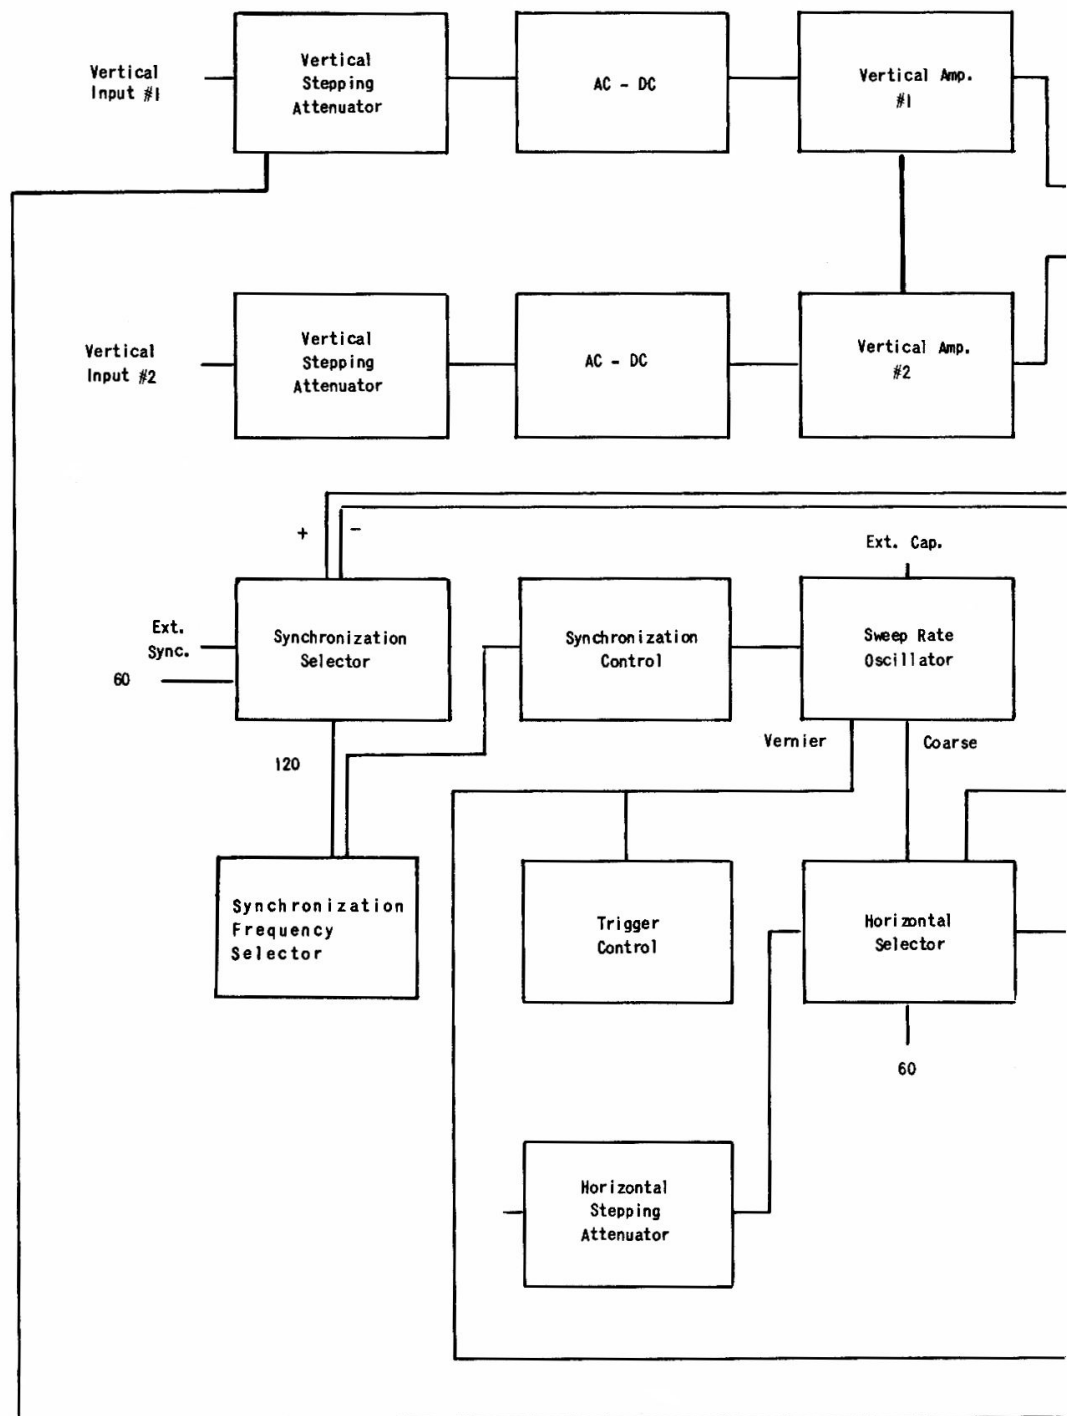 Vertical
Input #1
Vertical
Stepping
Attenuator
AC - DC
Vertical Amp.
#1
Vertical
Input #2
Vertical
Stepping
Attenuator
AC - DC
Vertical Amp.
#2
+
-
Ext. Cap.
Ext.
Sync.
60
Synchronization
Selector
Synchronization
Control
Sweep Rate
Oscillator
120
Vernier
Coarse
Synchronization
Frequency
Selector
Trigger
Control
Horizontal
Selector
60
Horizontal
Stepping
Attenuator